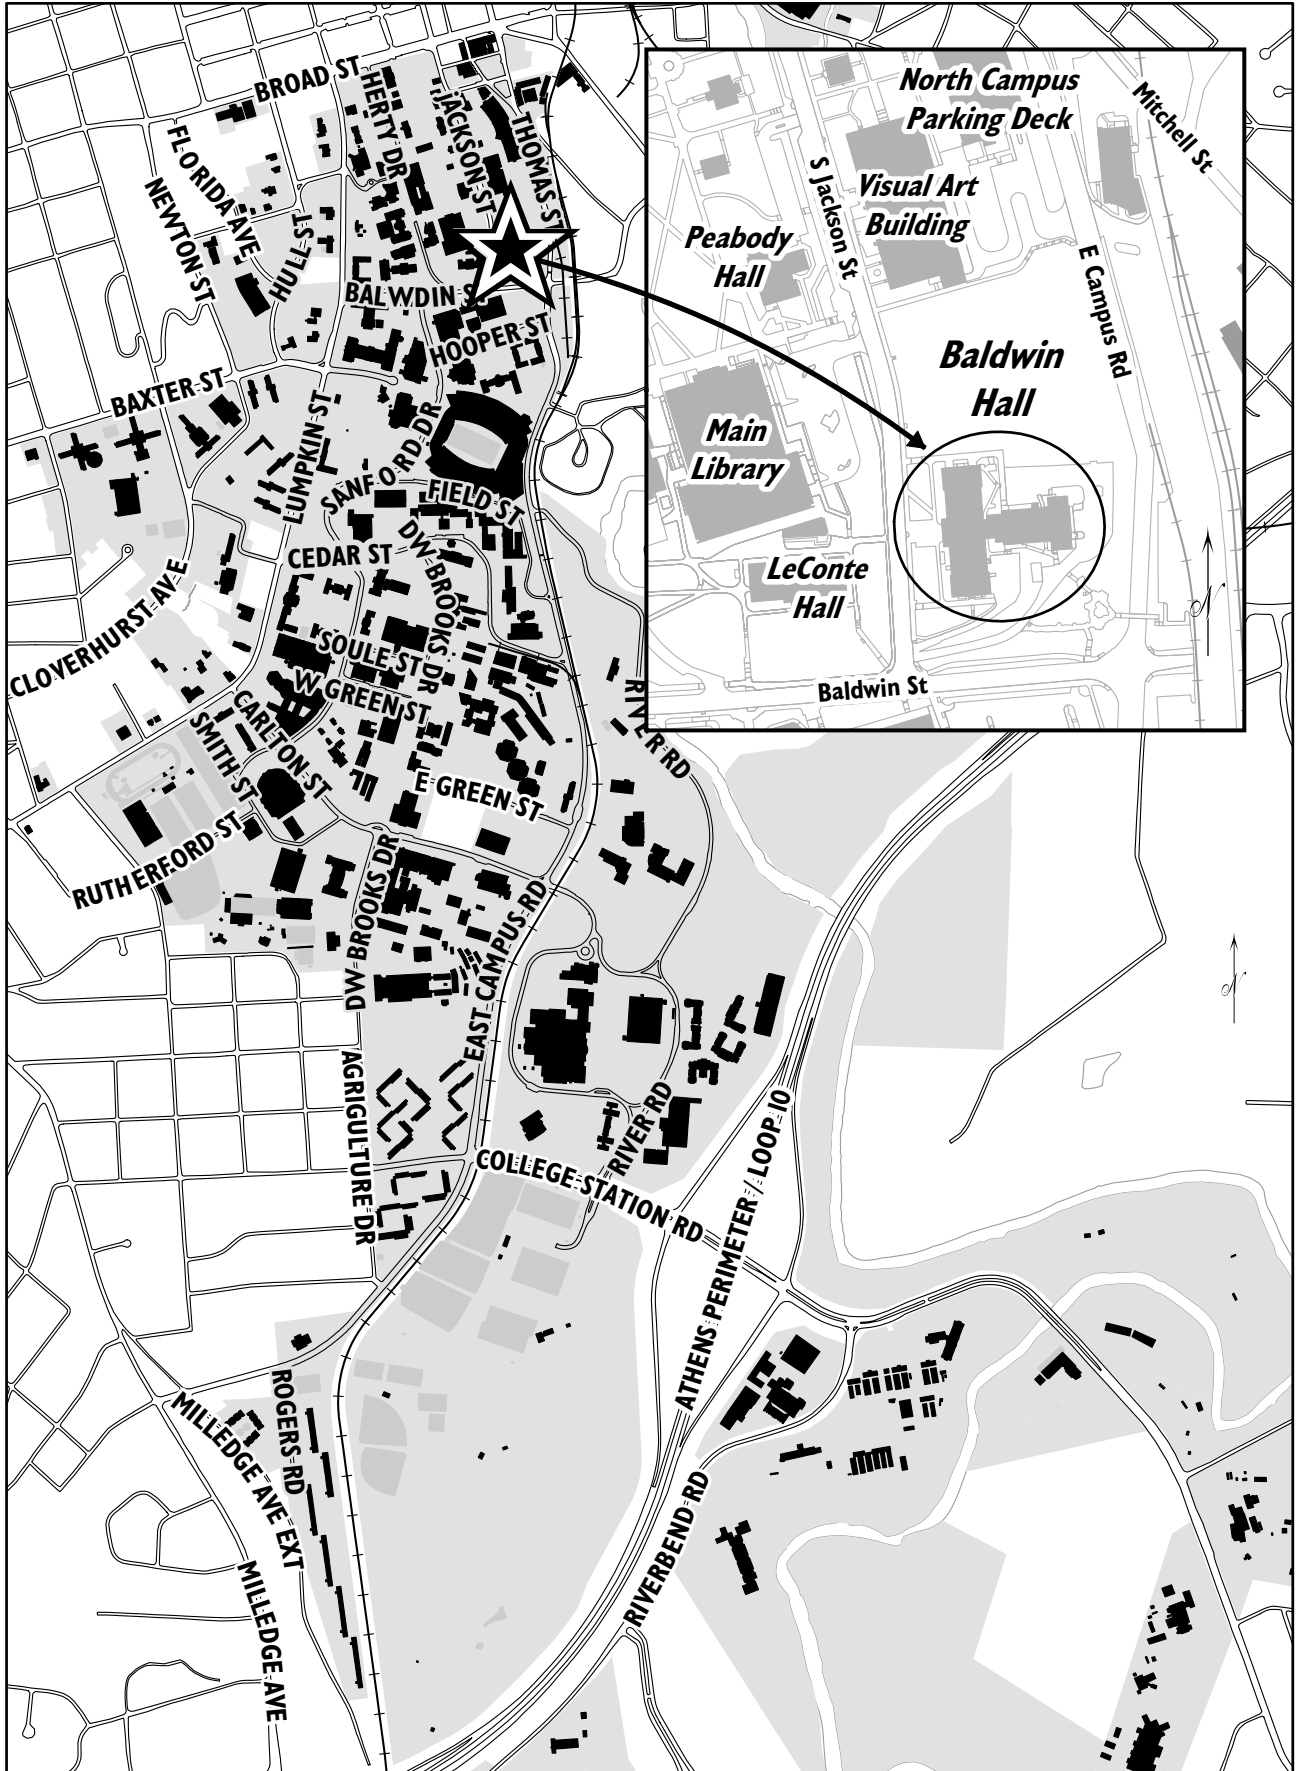 BROAD ST
HERTY DR
JACKSON ST
THOMAS ST
FLORIDA AVE
NEWTON ST
HULL ST
BALWDIN ST
HOOPER ST
BAXTER ST
LUMPKIN ST
SANFORD DR
FIELD ST
CEDAR ST
DW BROOKS DR
CLOVERHURST AVE
SOULE ST
W GREEN ST
CARLTON ST
SMITH ST
E GREEN ST
RIVER RD
RUTHERFORD ST
DW BROOKS DR
EAST CAMPUS RD
AGRIGULTURE DR
RIVER RD
COLLEGE STATION RD
ATHENS PERIMETER / LOOP 10
ROGERS RD
MILLEDGE AVE EXT
MILLEDGE AVE
RIVERBEND RD
North Campus
Parking Deck
Mitchell St
S Jackson St
Visual Art
Building
Peabody
Hall
E Campus Rd
Baldwin
Hall
Main
Library
LeConte
Hall
Baldwin St
N
N